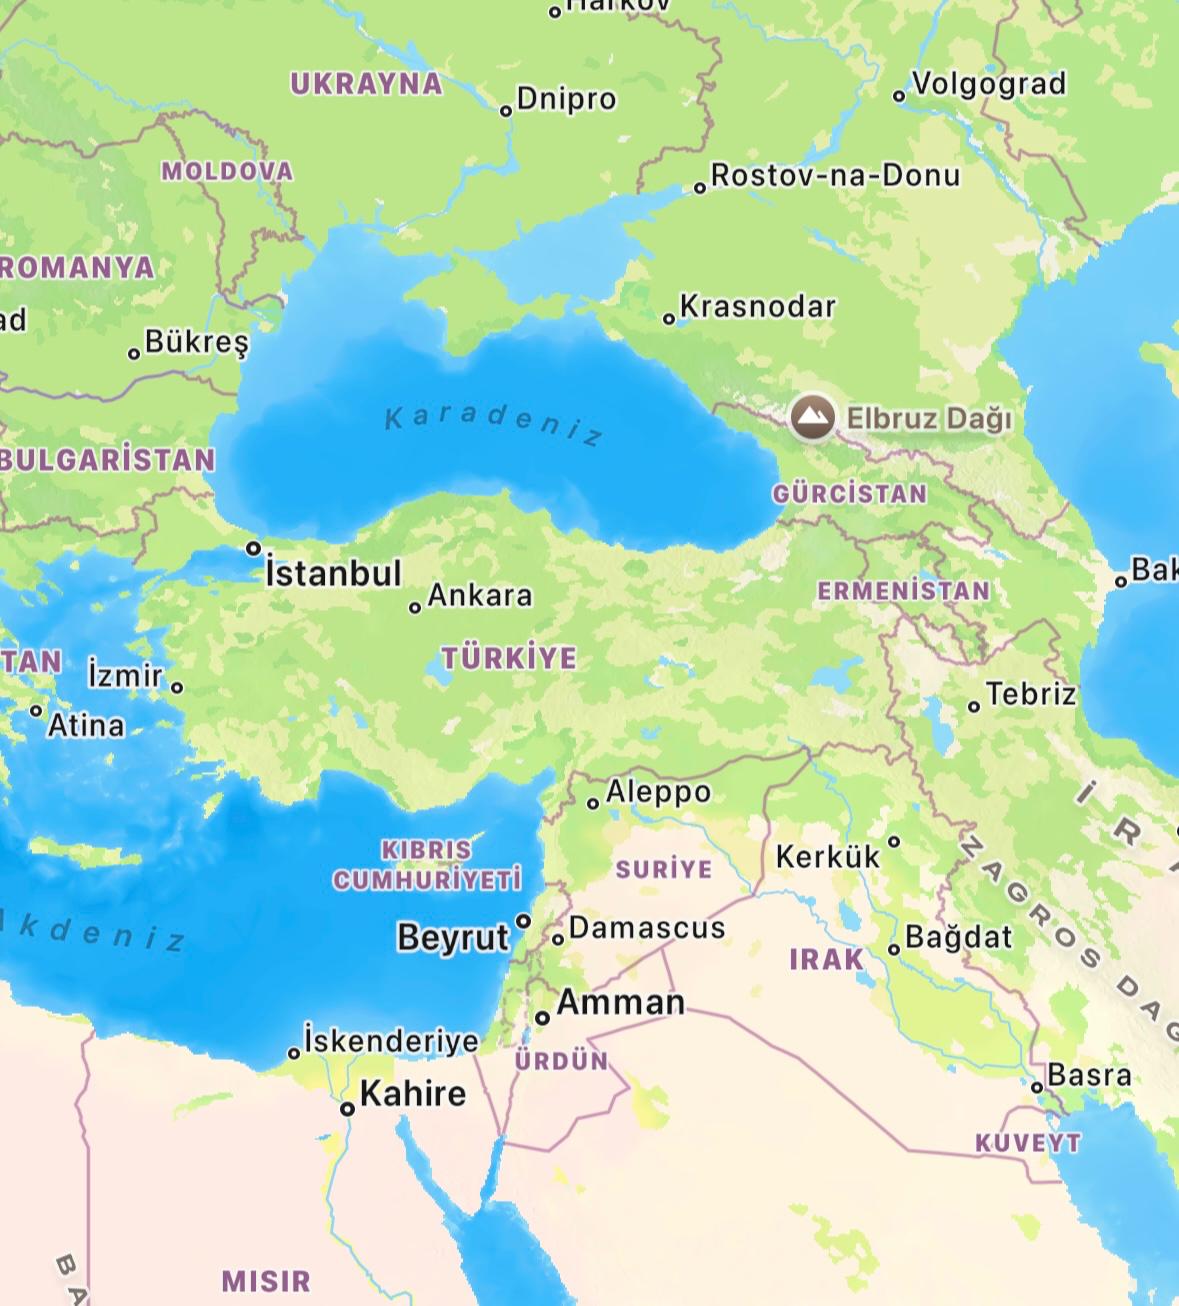 Harkov
UKRAYNA
Dnipro
Volgograd
MOLDOVA
Rostov-na-Donu
ROMANYA
ad
Krasnodar
Bükreş
Karadeniz
Elbruz Dağı
BULGARİSTAN
GÜRCİSTAN
İstanbul
Bak
Ankara
ERMENİSTAN
TÜRKİYE
TAN
İzmir
Tebriz
Atina
Aleppo
İ R A
KIBRIS
CUMHURİYETİ
SURİYE
Kerkük
ZAGROS DAĞ
Akdeniz
Beyrut
Damascus
Bağdat
IRAK
Amman
İskenderiye
ÜRDÜN
Kahire
Basra
KUVEYT
BA
MISIR